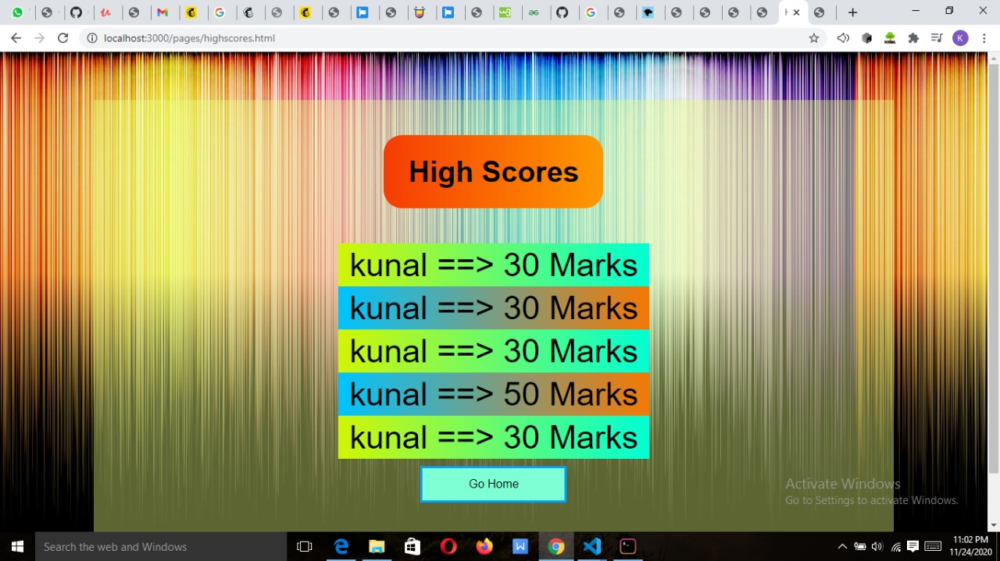 localhost:3000/pages/highscores.html
K
High Scores
kunal ==> 30 Marks
kunal ==> 30 Marks
kunal ==> 30 Marks
kunal ==> 50 Marks
kunal ==> 30 Marks
Go Home
Activate Windows
Go to Settings to activate Windows.
Search the web and Windows
11:02 PM
11/24/2020